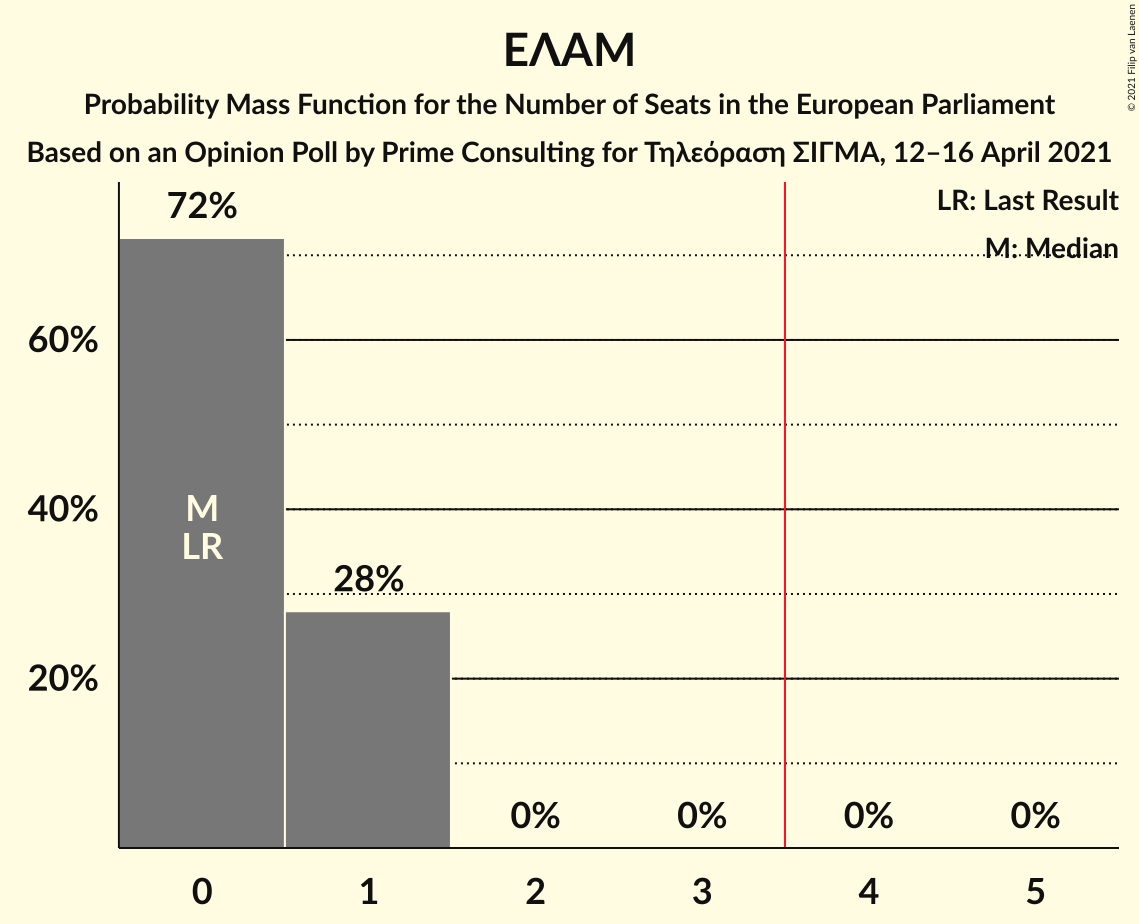 ΕΛΑΜ
Probability Mass Function for the Number of Seats in the European Parliament
Based on an Opinion Poll by Prime Consulting for Τηλεόραση ΣΙΓΜΑ, 12–16 April 2021
© 2021 Filip van Laenen
LR: Last Result
M: Median
72%
60%
40%
M
LR
28%
20%
0% 0% 0% 0%
0 1 2 3 4 5